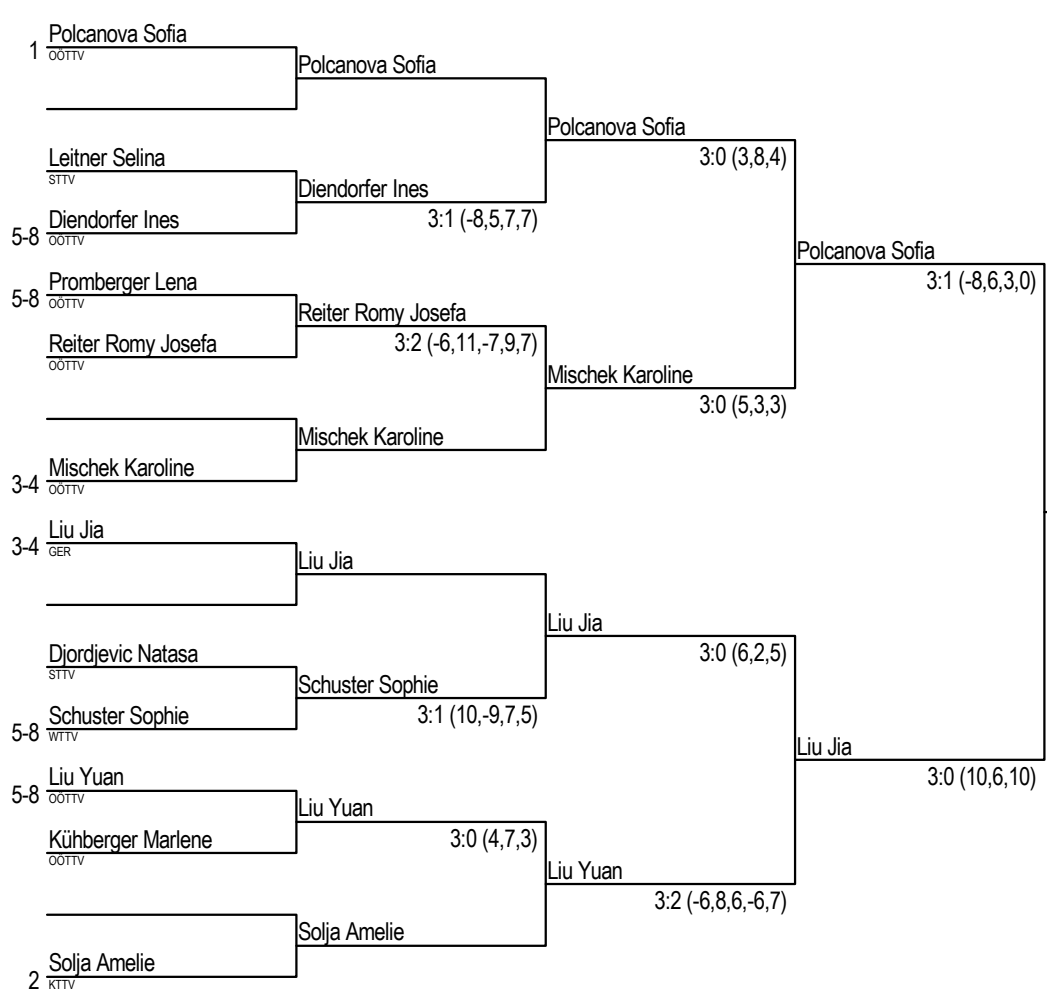 Polcanova Sofia
1
OÖTTV
Polcanova Sofia
Polcanova Sofia
3:0 (3,8,4)
Leitner Selina
STTV
Diendorfer Ines
3:1 (-8,5,7,7)
Diendorfer Ines
5-8
OÖTTV
Polcanova Sofia
3:1 (-8,6,3,0)
Promberger Lena
5-8
OÖTTV
Reiter Romy Josefa
3:2 (-6,11,-7,9,7)
Reiter Romy Josefa
OÖTTV
Mischek Karoline
3:0 (5,3,3)
Mischek Karoline
Mischek Karoline
3-4
OÖTTV
Liu Jia
3-4
GER
Liu Jia
Liu Jia
3:0 (6,2,5)
Djordjevic Natasa
STTV
Schuster Sophie
3:1 (10,-9,7,5)
Schuster Sophie
5-8
WTTV
Liu Jia
3:0 (10,6,10)
Liu Yuan
5-8
OÖTTV
Liu Yuan
3:0 (4,7,3)
Kühberger Marlene
OÖTTV
Liu Yuan
3:2 (-6,8,6,-6,7)
Solja Amelie
Solja Amelie
2
KTTV